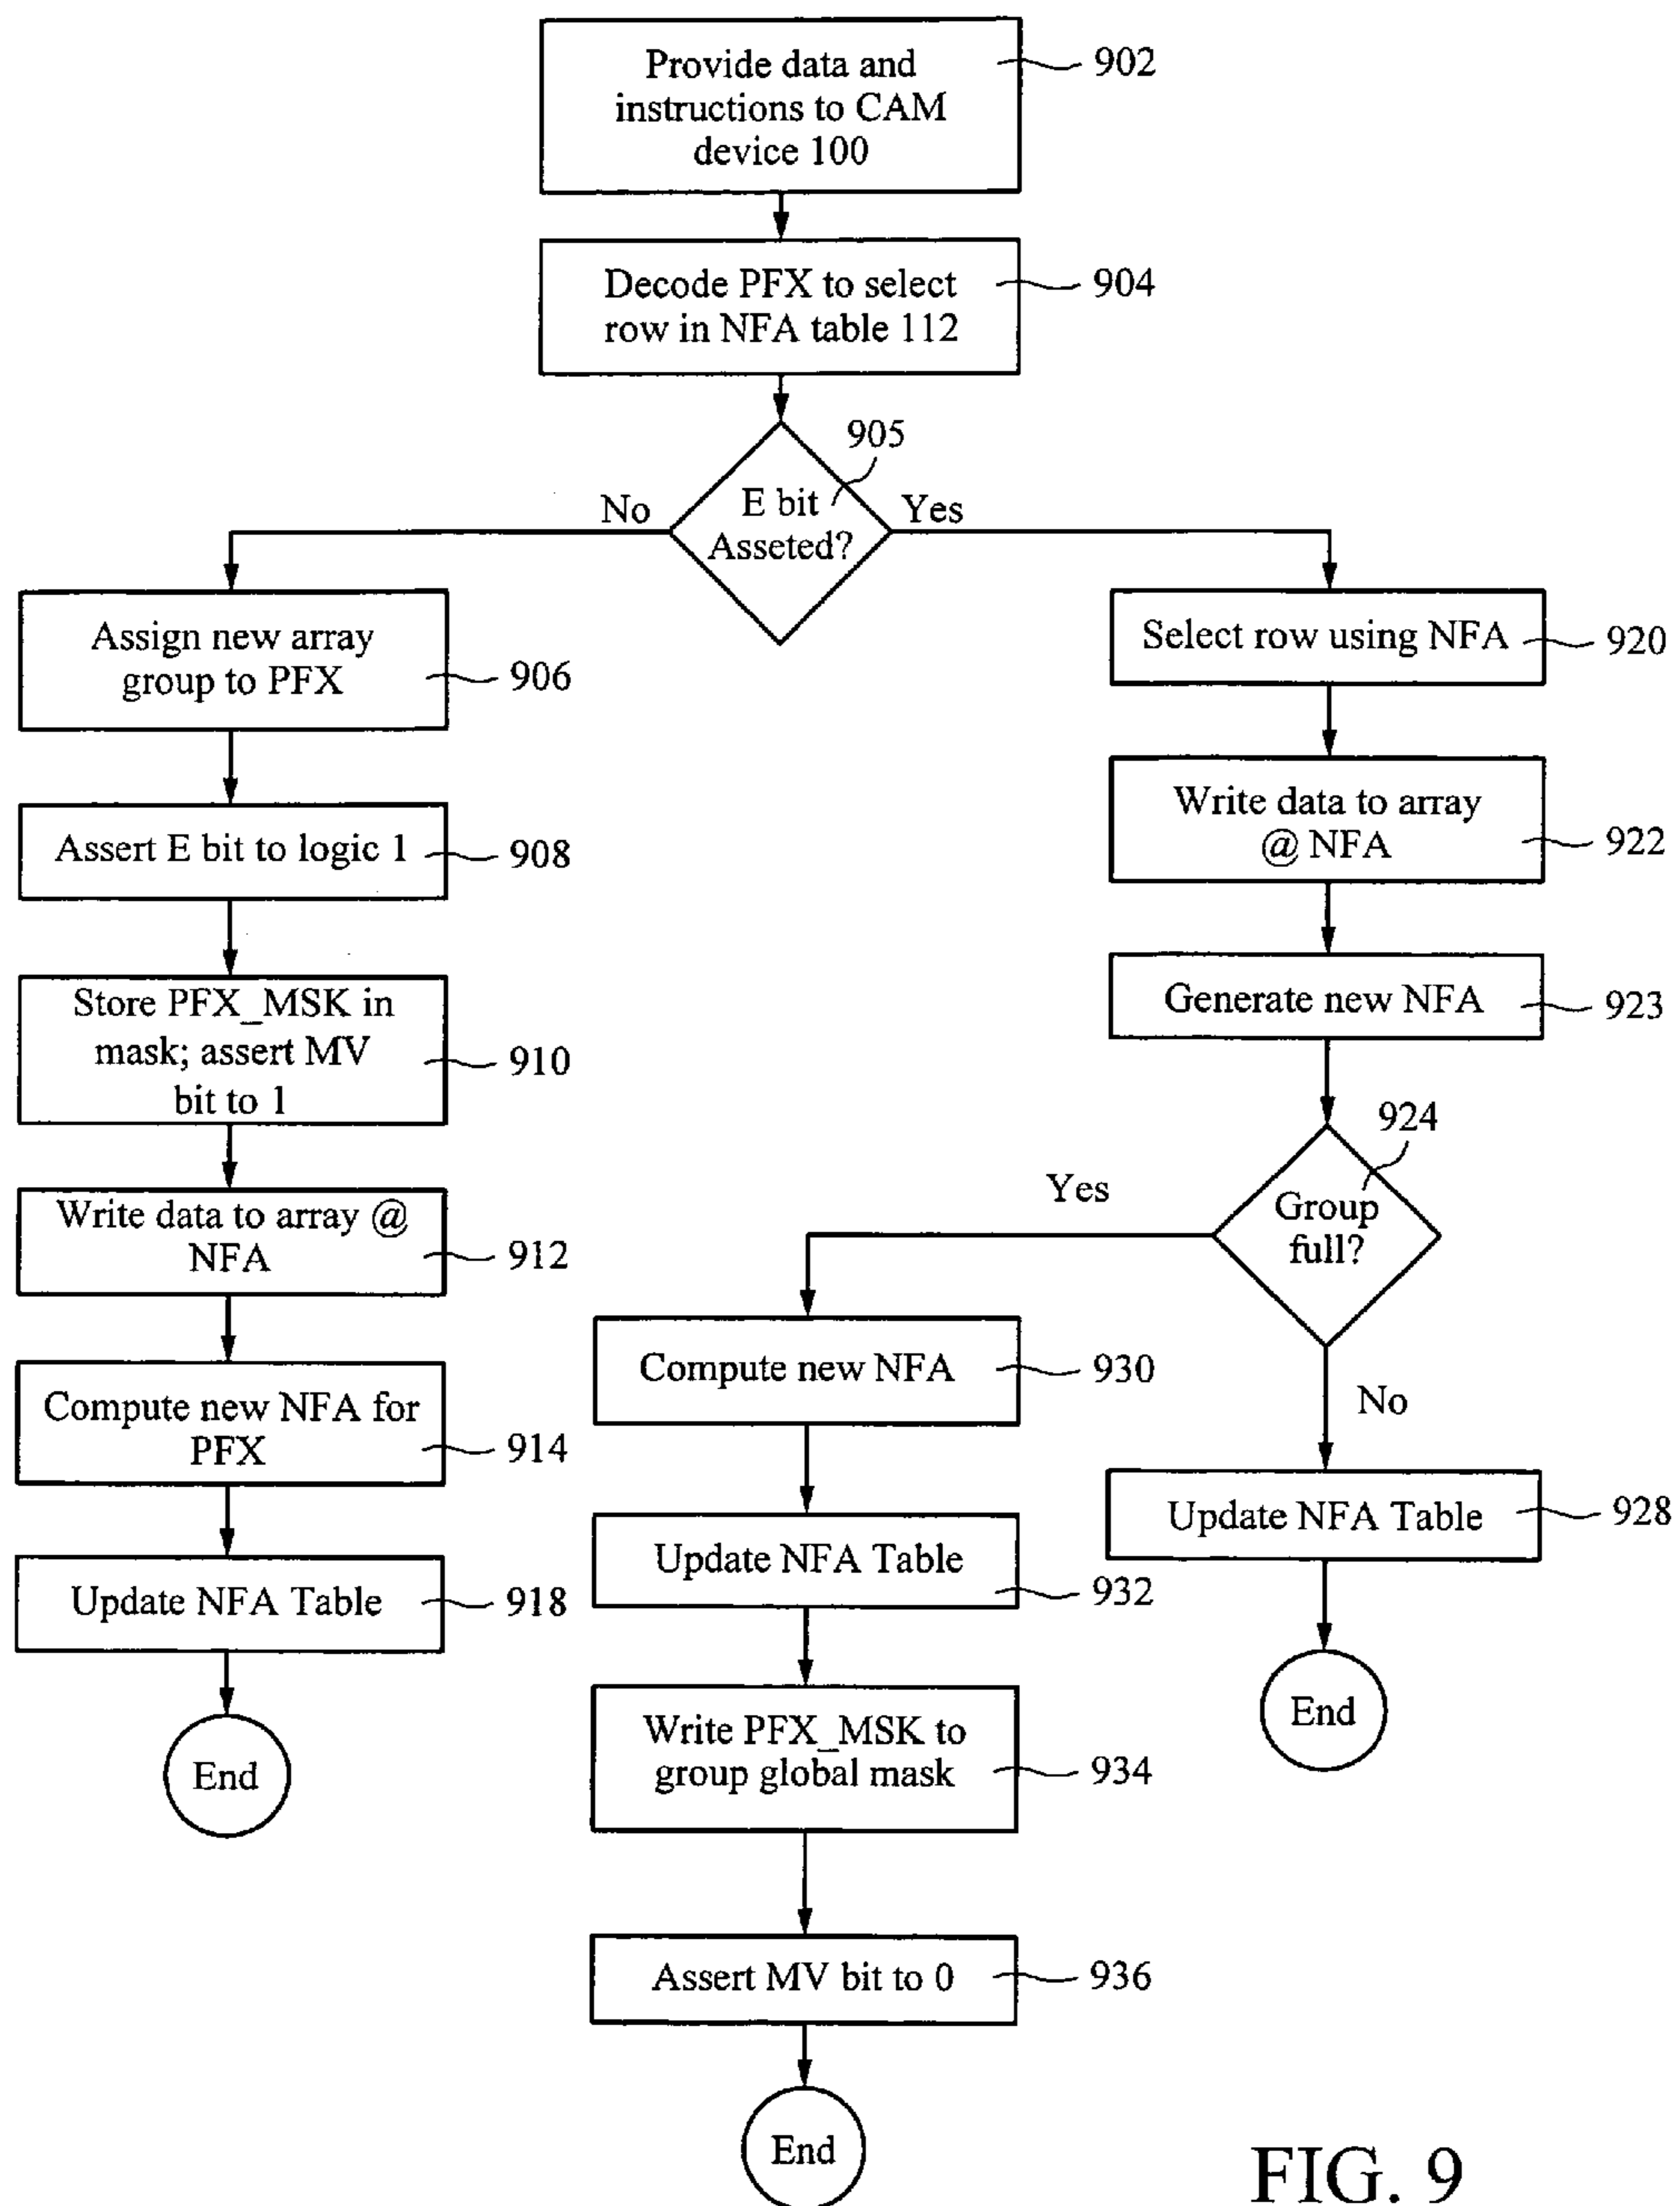 Provide data and
instructions to CAM
device 100
902
Decode PFX to select
row in NFA table 112
904
905
E bit
Asseted?
No
Yes
Assign new array
group to PFX
906
Assert E bit to logic 1
908
Store PFX_MSK in
mask; assert MV
bit to 1
910
Write data to array @
NFA
912
Compute new NFA for
PFX
914
Update NFA Table
918
End
Select row using NFA
920
Write data to array
@ NFA
922
Generate new NFA
923
924
Group
full?
Yes
No
Compute new NFA
930
Update NFA Table
932
Write PFX_MSK to
group global mask
934
Assert MV bit to 0
936
End
Update NFA Table
928
End
FIG. 9